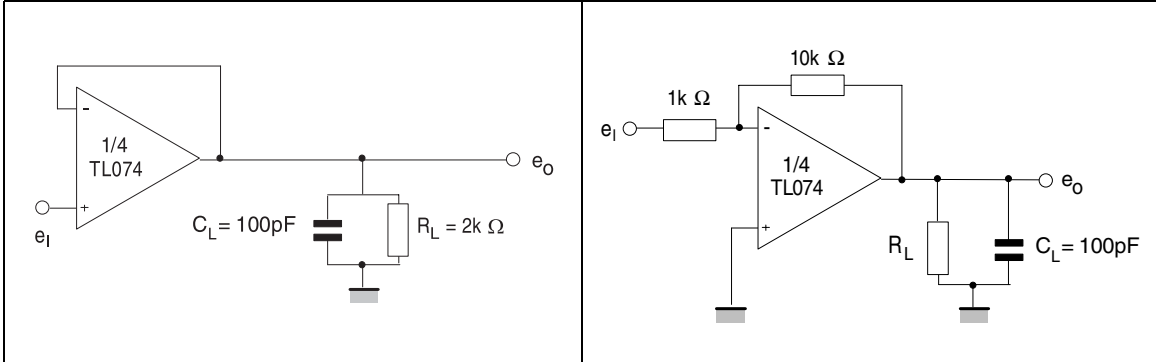 -
1/4
TL074
+
e_I
C_L = 100pF
R_L = 2k Ω
e_O
10k Ω
1k Ω
e_I
-
1/4
TL074
+
e_O
R_L
C_L = 100pF